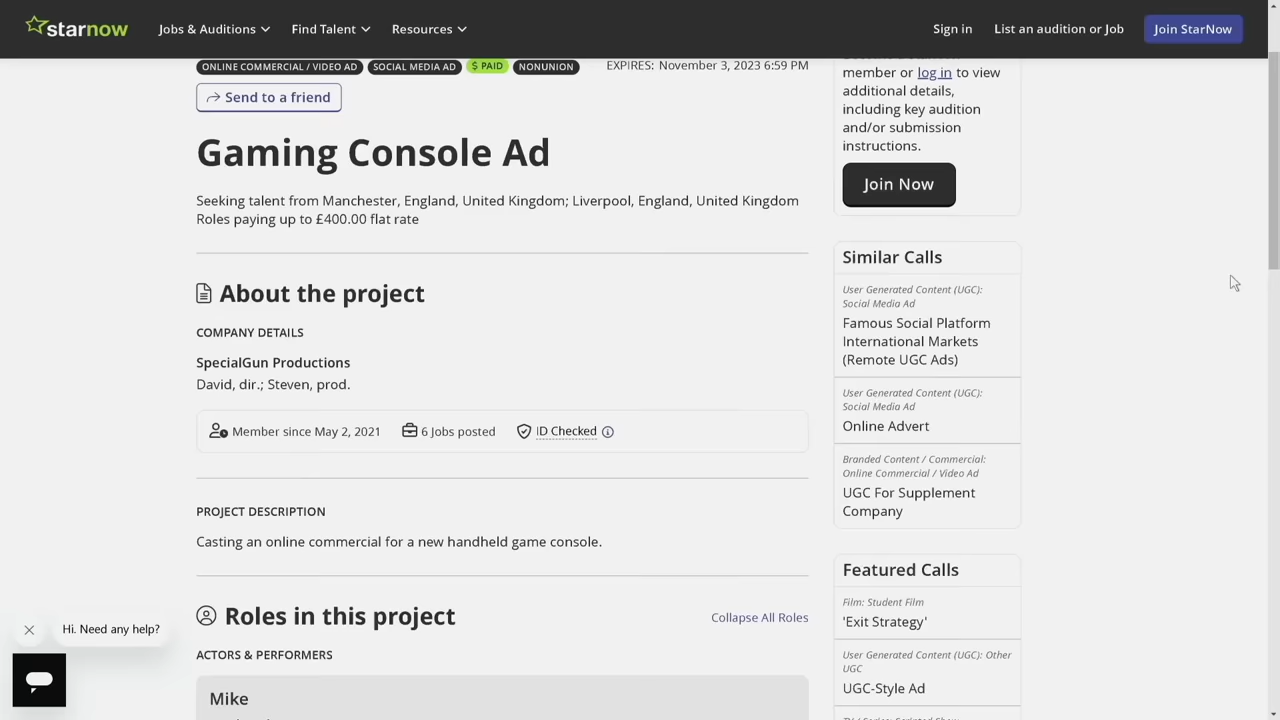 starnow
Jobs & Auditions
Find Talent
Resources
Sign in
List an audition or Job
Join StarNow
ONLINE COMMERCIAL / VIDEO AD
SOCIAL MEDIA AD
$ PAID
NONUNION
EXPIRES: November 3, 2023 6:59 PM
Send to a friend
Gaming Console Ad
Seeking talent from Manchester, England, United Kingdom; Liverpool, England, United Kingdom
Roles paying up to £400.00 flat rate
About the project
COMPANY DETAILS
SpecialGun Productions
David, dir.; Steven, prod.
Member since May 2, 2021
6 Jobs posted
ID Checked
PROJECT DESCRIPTION
Casting an online commercial for a new handheld game console.
Roles in this project
Collapse All Roles
ACTORS & PERFORMERS
Mike
member or log in to view
additional details,
including key audition
and/or submission
instructions.
Join Now
Similar Calls
User Generated Content (UGC):
Social Media Ad
Famous Social Platform
International Markets
(Remote UGC Ads)
User Generated Content (UGC):
Social Media Ad
Online Advert
Branded Content / Commercial:
Online Commercial / Video Ad
UGC For Supplement
Company
Featured Calls
Film: Student Film
'Exit Strategy'
User Generated Content (UGC): Other
UGC
UGC-Style Ad
Hi. Need any help?